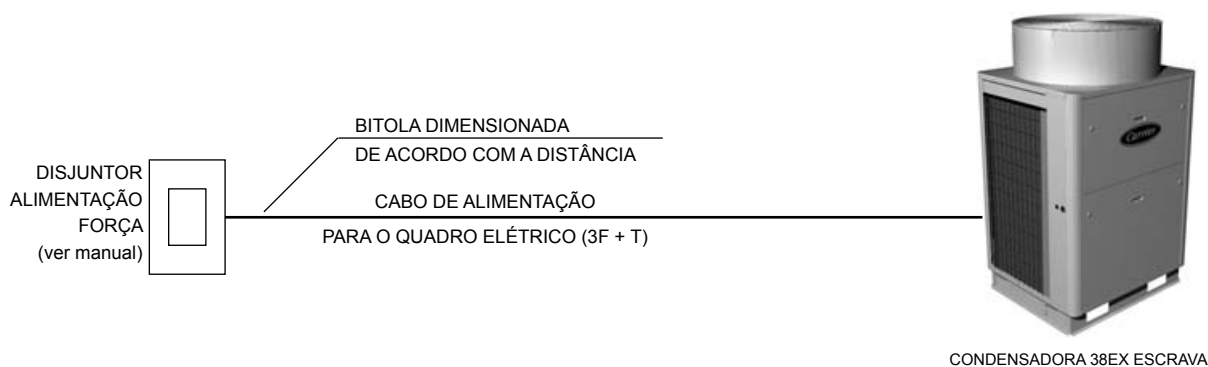 DISJUNTOR
ALIMENTAÇÃO
FORÇA
(ver manual)
BITOLA DIMENSIONADA
DE ACORDO COM A DISTÂNCIA
CABO DE ALIMENTAÇÃO
PARA O QUADRO ELÉTRICO (3F + T)
Carrier
CONDENSADORA 38EX ESCRAVA